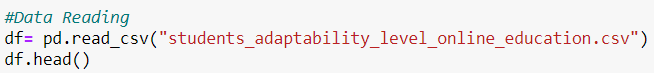 #Data Reading
df= pd.read_csv("students_adaptability_level_online_education.csv")
df.head()